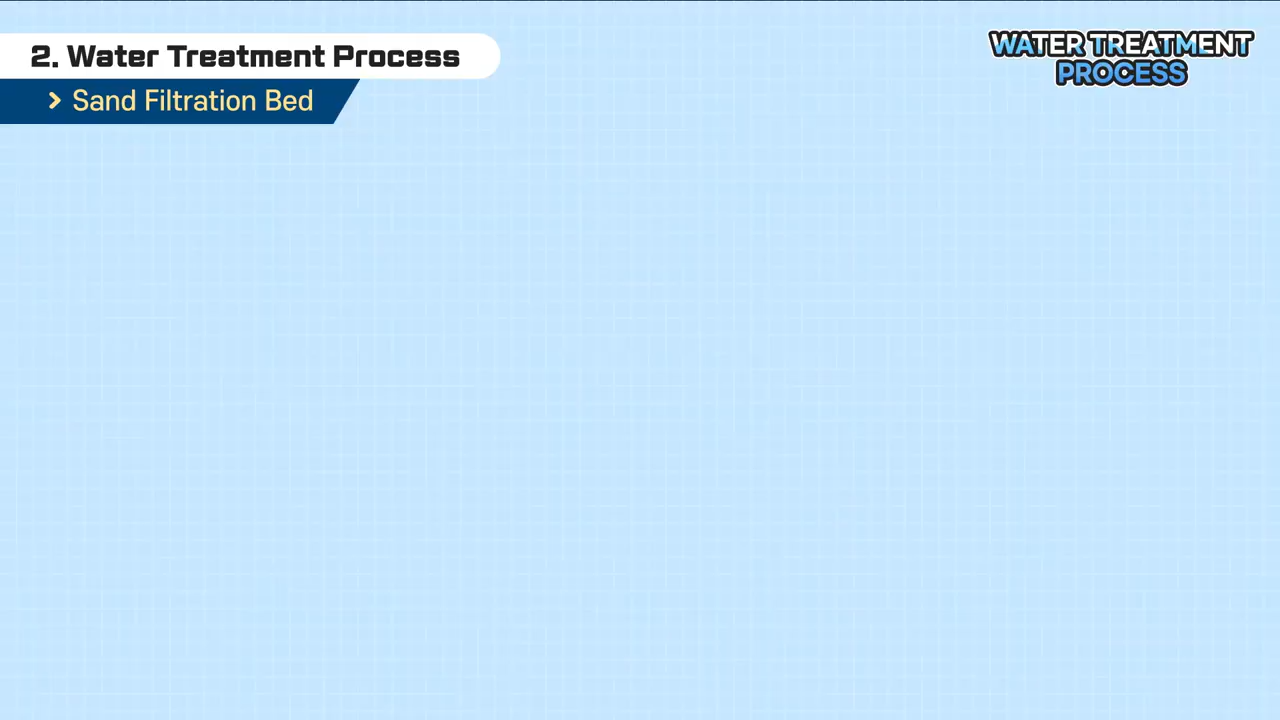 2. Water Treatment Process
> Sand Filtration Bed
WATER TREATMENT
PROCESS